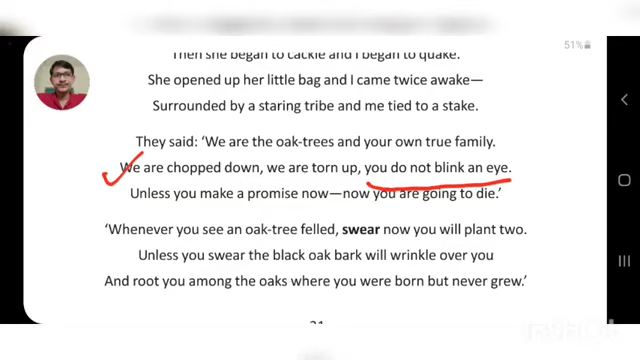 51%
Then she began to cackle and I began to quake.
She opened up her little bag and I came twice awake—
Surrounded by a staring tribe and me tied to a stake.
They said: ‘We are the oak-trees and your own true family.
We are chopped down, we are torn up, you do not blink an eye.
Unless you make a promise now—now you are going to die.’
‘Whenever you see an oak-tree felled, swear now you will plant two.
Unless you swear the black oak bark will wrinkle over you
And root you among the oaks where you were born but never grew.’